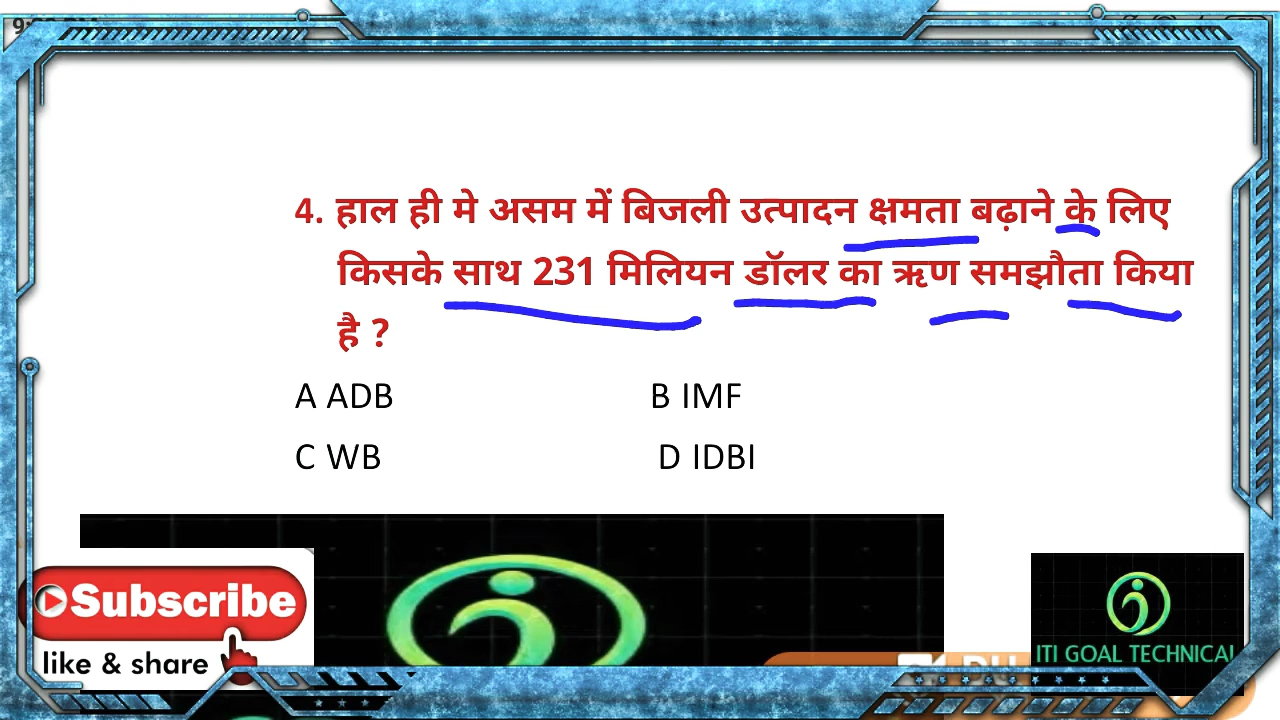 4. हाल ही मे असम में बिजली उत्पादन क्षमता बढ़ाने के लिए
किसके साथ 231 मिलियन डॉलर का ऋण समझौता किया
है ?
A ADB B IMF
C WB D IDBI
Subscribe
like & share
ITI GOAL TECHNICAL